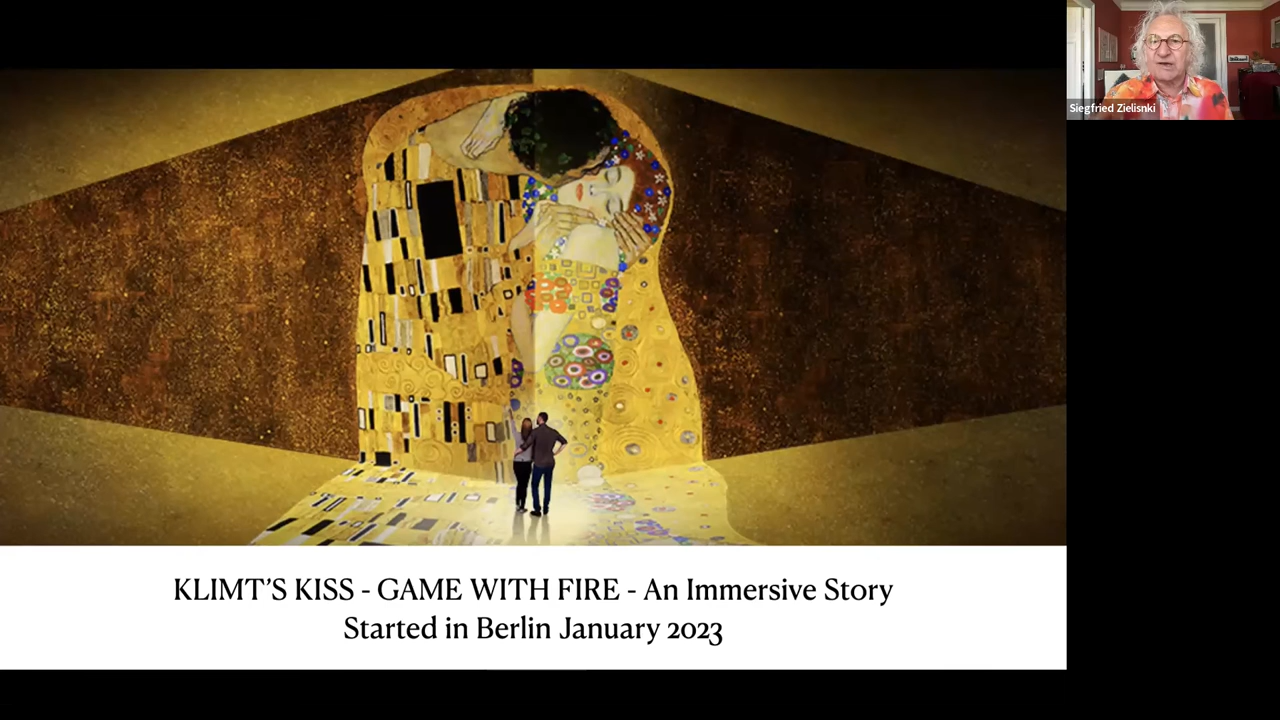 Siegfried Zielisnki
KLIMT'S KISS - GAME WITH FIRE - An Immersive Story
Started in Berlin January 2023